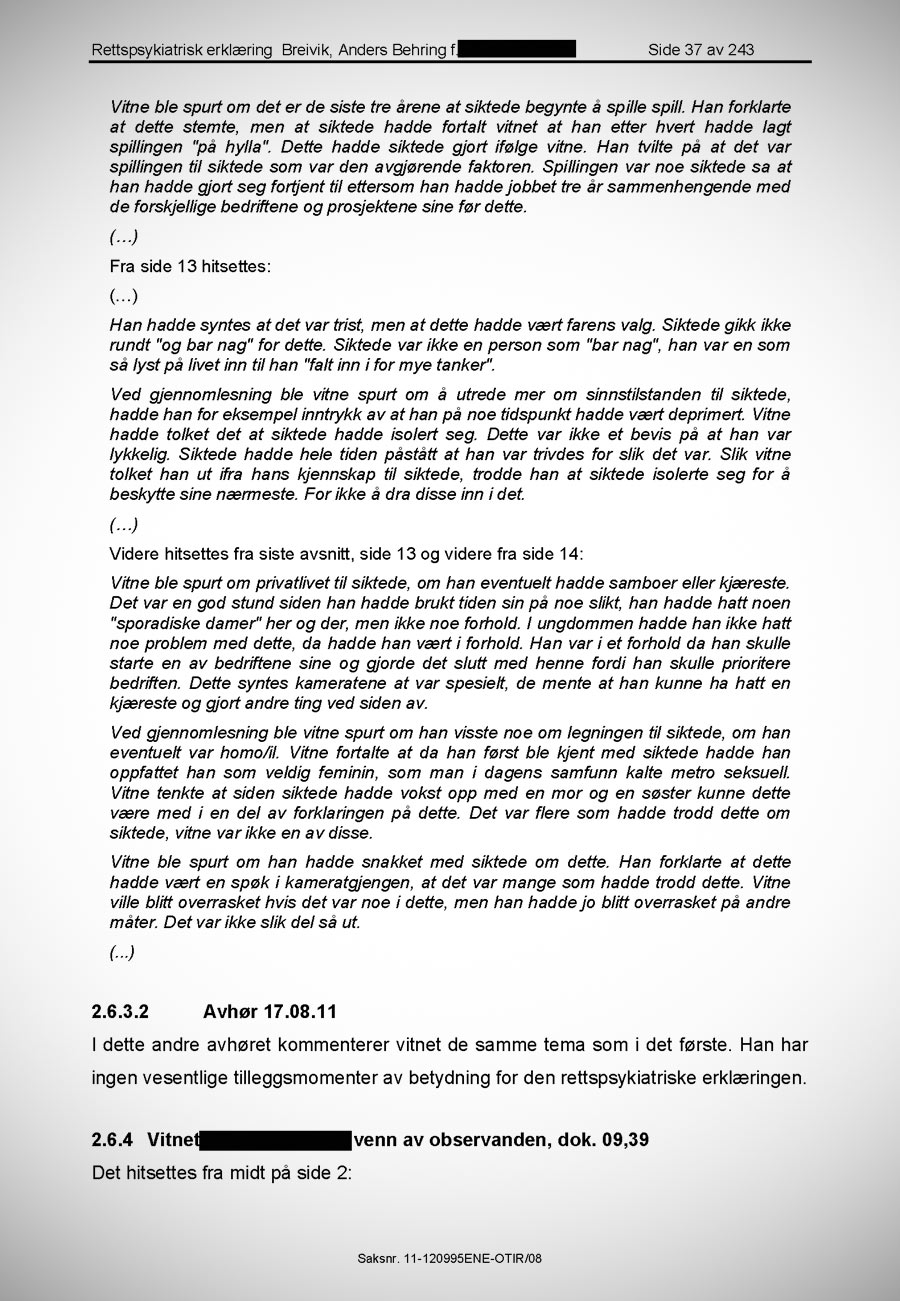 Rettspsykiatrisk erklæring Breivik, Anders Behring f. Side 37 av 243
Vitne ble spurt om det er de siste tre årene at siktede begynte å spille spill. Han forklarte
at dette stemte, men at siktede hadde fortalt vitnet at han etter hvert hadde lagt
spillingen "på hylla". Dette hadde siktede gjort ifølge vitne. Han tvilte på at det var
spillingen til siktede som var den avgjørende faktoren. Spillingen var noe siktede sa at
han hadde gjort seg fortjent til ettersom han hadde jobbet tre år sammenhengende med
de forskjellige bedriftene og prosjektene sine før dette.
(…)
Fra side 13 hitsettes:
(…)
Han hadde syntes at det var trist, men at dette hadde vært farens valg. Siktede gikk ikke
rundt "og bar nag" for dette. Siktede var ikke en person som "bar nag", han var en som
så lyst på livet inn til han "falt inn i for mye tanker".
Ved gjennomlesning ble vitne spurt om å utrede mer om sinnstilstanden til siktede,
hadde han for eksempel inntrykk av at han på noe tidspunkt hadde vært deprimert. Vitne
hadde tolket det at siktede hadde isolert seg. Dette var ikke et bevis på at han var
lykkelig. Siktede hadde hele tiden påstått at han var trivdes for slik det var. Slik vitne
tolket han ut ifra hans kjennskap til siktede, trodde han at siktede isolerte seg for å
beskytte sine nærmeste. For ikke å dra disse inn i det.
(…)
Videre hitsettes fra siste avsnitt, side 13 og videre fra side 14:
Vitne ble spurt om privatlivet til siktede, om han eventuelt hadde samboer eller kjæreste.
Det var en god stund siden han hadde brukt tiden sin på noe slikt, han hadde hatt noen
"sporadiske damer" her og der, men ikke noe forhold. I ungdommen hadde han ikke hatt
noe problem med dette, da hadde han vært i forhold. Han var i et forhold da han skulle
starte en av bedriftene sine og gjorde det slutt med henne fordi han skulle prioritere
bedriften. Dette syntes kameratene at var spesielt, de mente at han kunne ha hatt en
kjæreste og gjort andre ting ved siden av.
Ved gjennomlesning ble vitne spurt om han visste noe om legningen til siktede, om han
eventuelt var homo/il. Vitne fortalte at da han først ble kjent med siktede hadde han
oppfattet han som veldig feminin, som man i dagens samfunn kalte metro seksuell.
Vitne tenkte at siden siktede hadde vokst opp med en mor og en søster kunne dette
være med i en del av forklaringen på dette. Det var flere som hadde trodd dette om
siktede, vitne var ikke en av disse.
Vitne ble spurt om han hadde snakket med siktede om dette. Han forklarte at dette
hadde vært en spøk i kameratgjengen, at det var mange som hadde trodd dette. Vitne
ville blitt overrasket hvis det var noe i dette, men han hadde jo blitt overrasket på andre
måter. Det var ikke slik del så ut.
(...)
2.6.3.2 Avhør 17.08.11
I dette andre avhøret kommenterer vitnet de samme tema som i det første. Han har
ingen vesentlige tilleggsmomenter av betydning for den rettspsykiatriske erklæringen.
2.6.4 Vitnet venn av observanden, dok. 09,39
Det hitsettes fra midt på side 2:
Saksnr. 11-120995ENE-OTIR/08